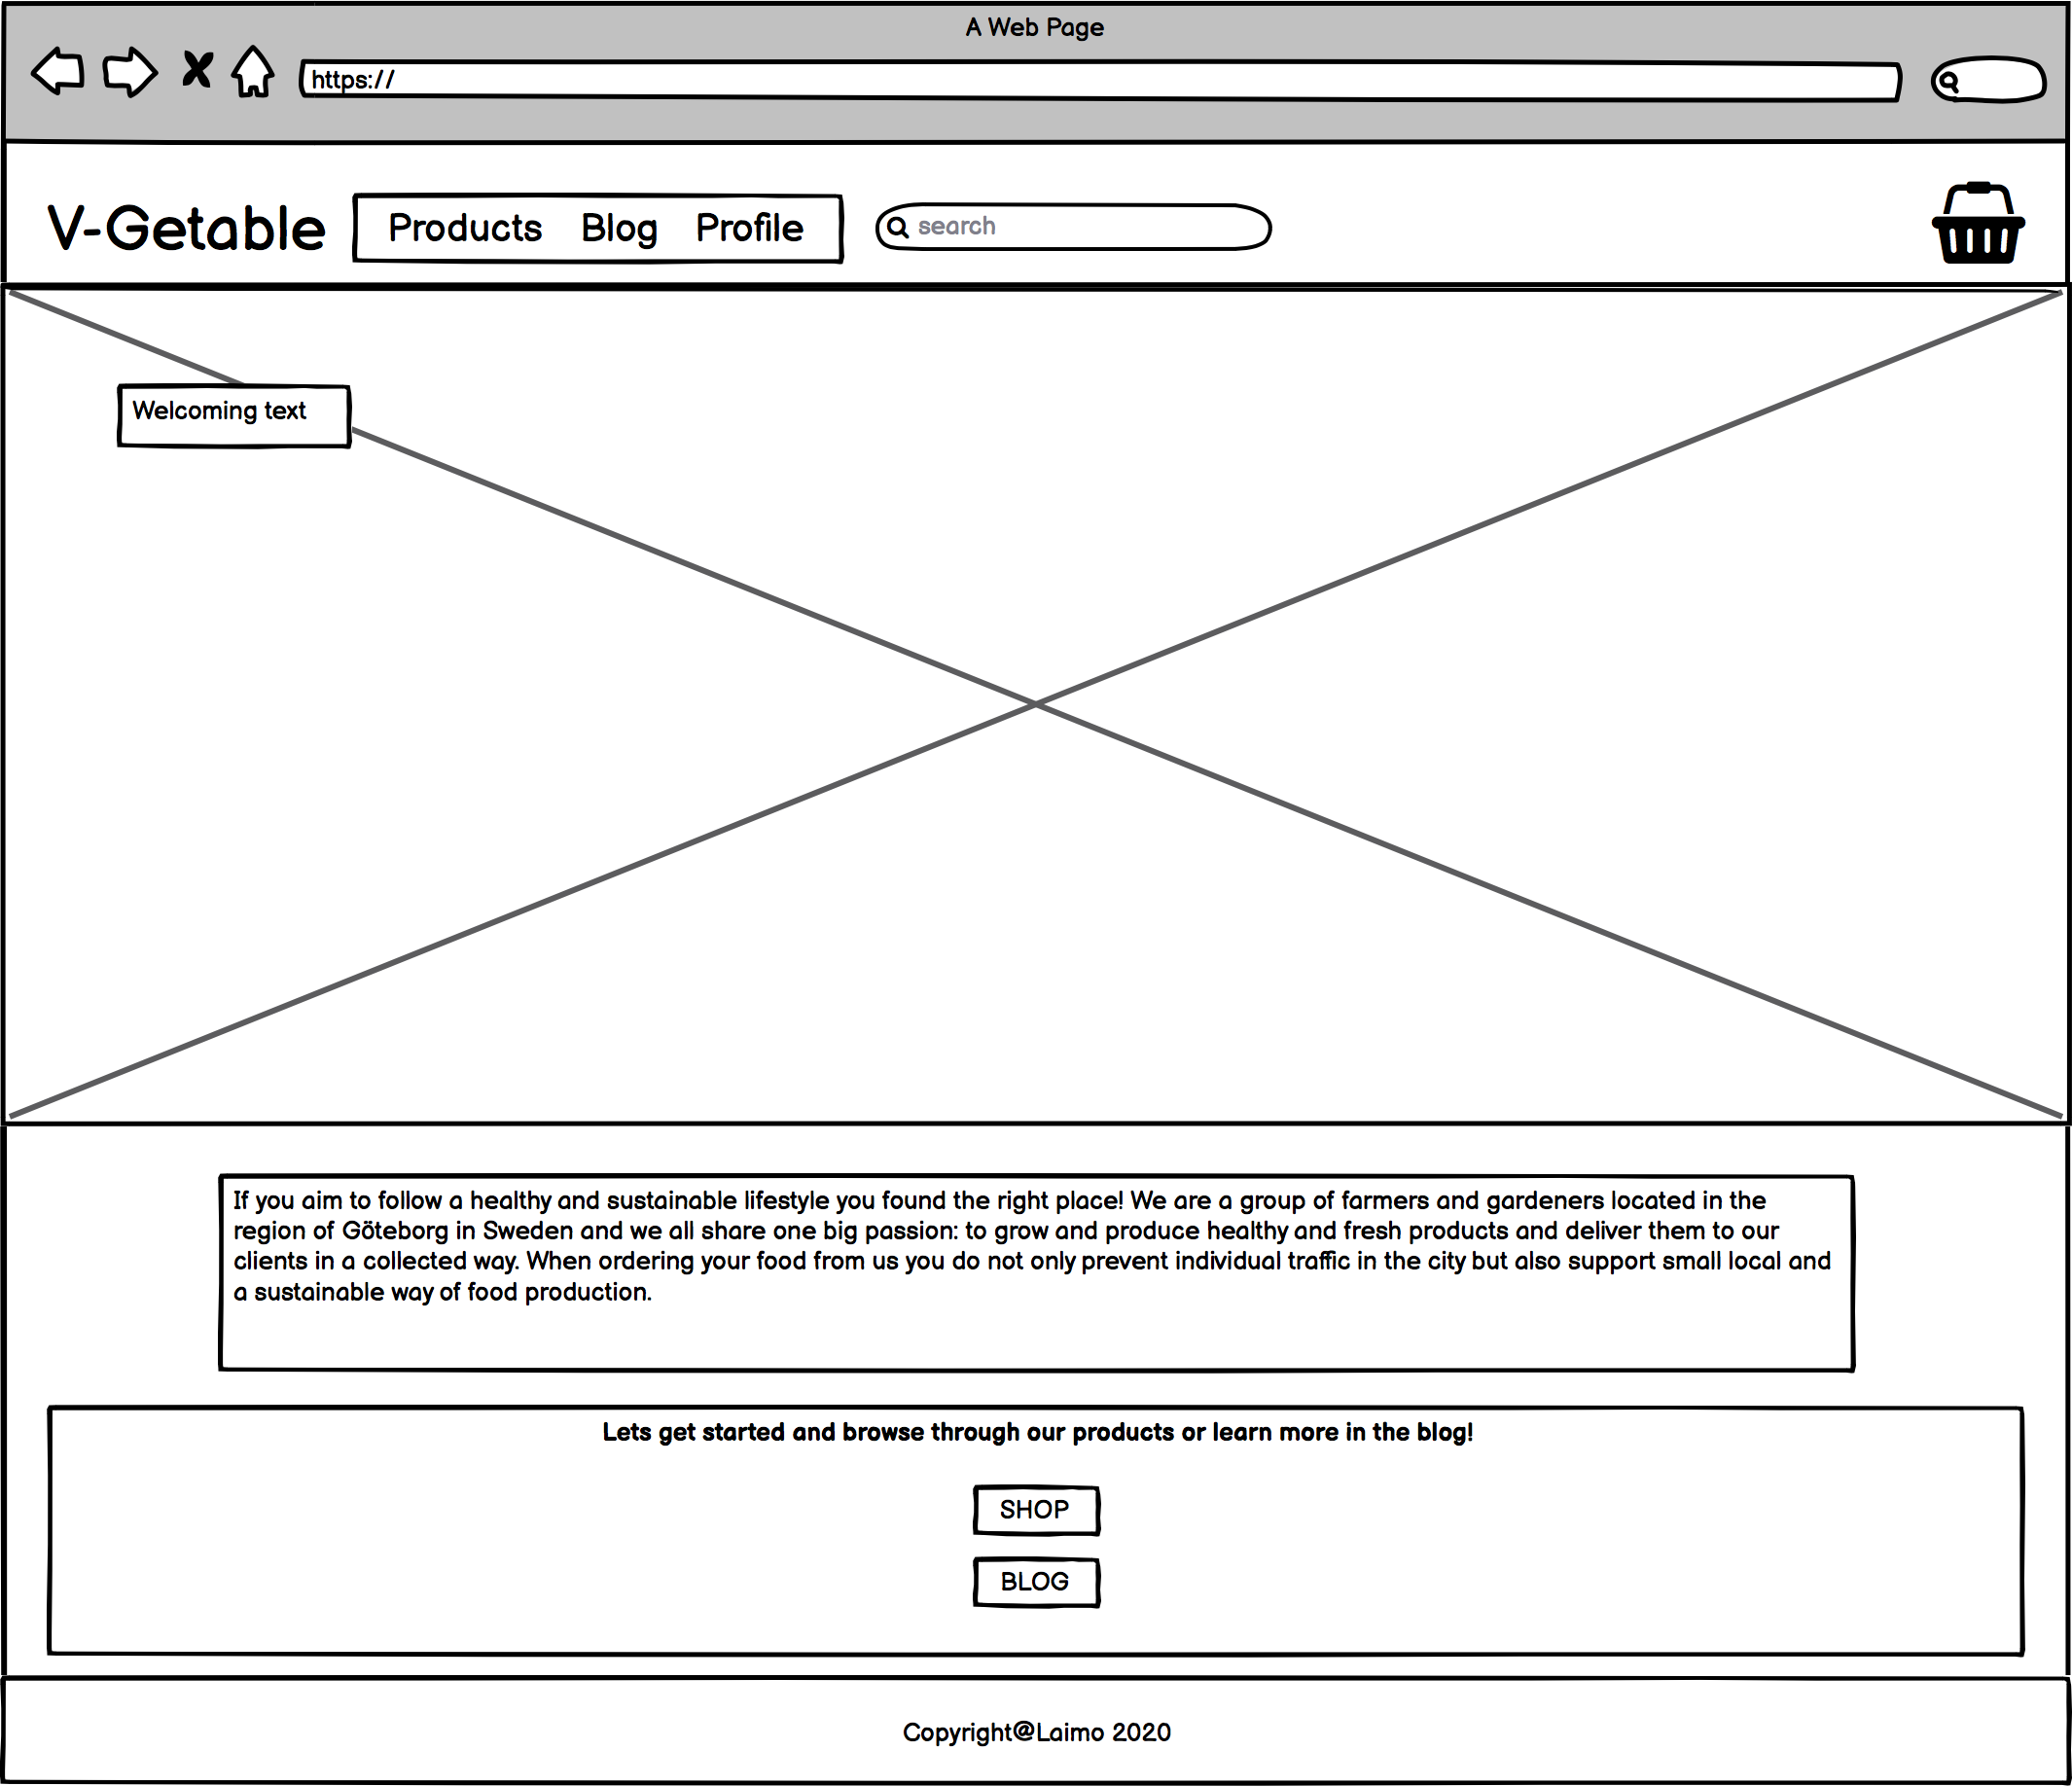 A Web Page
https://
V-Getable
Products Blog Profile
search
Welcoming text
If you aim to follow a healthy and sustainable lifestyle you found the right place! We are a group of farmers and gardeners located in the
region of Göteborg in Sweden and we all share one big passion: to grow and produce healthy and fresh products and deliver them to our
clients in a collected way. When ordering your food from us you do not only prevent individual traffic in the city but also support small local and
a sustainable way of food production.
Lets get started and browse through our products or learn more in the blog!
SHOP
BLOG
Copyright@Laimo 2020